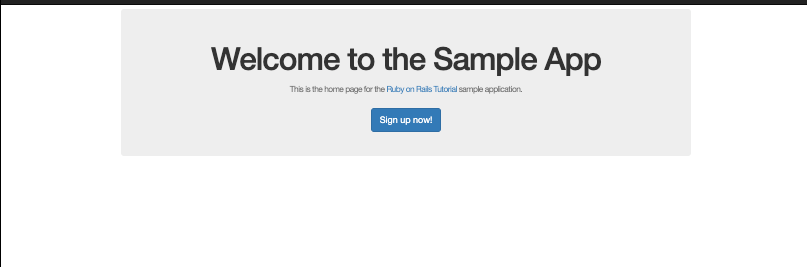 Welcome to the Sample App
This is the home page for the Ruby on Rails Tutorial sample application.
Sign up now!